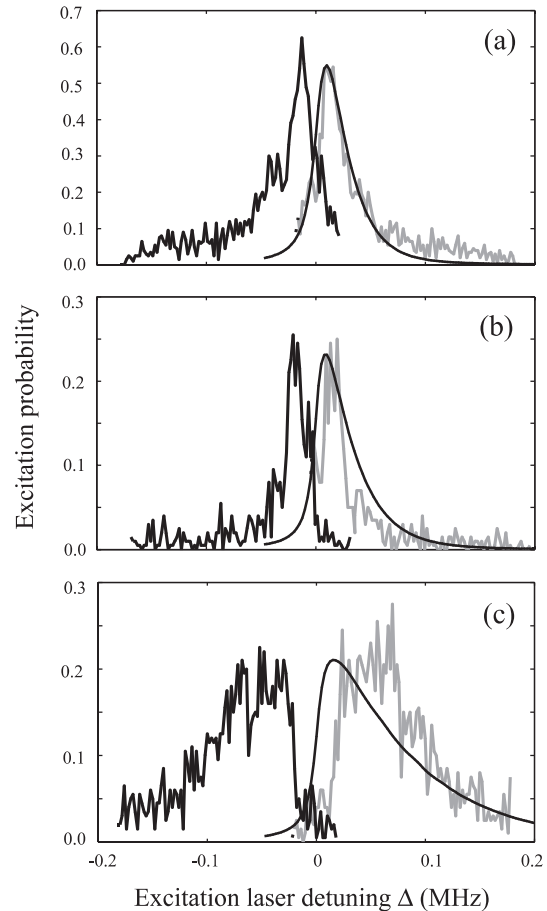 0.7
(a)
0.6
0.5
0.4
0.3
0.2
0.1
0.0
0.3
(b)
0.2
0.1
0.0
0.3
(c)
0.2
0.1
0.0
-0.2 -0.1 0 0.1 0.2
Excitation laser detuning Δ (MHz)
Excitation probability